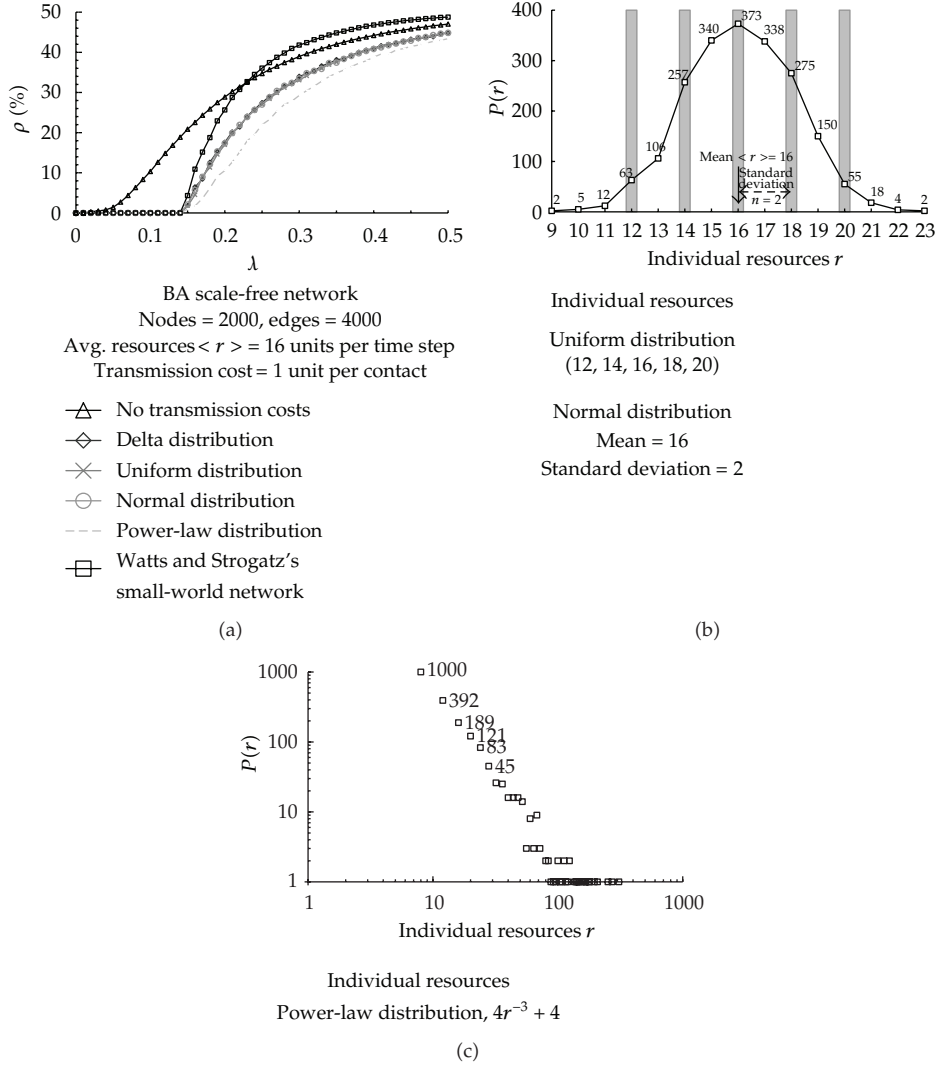 50
40
30
20
10
0
ρ (%)
0
0.1
0.2
0.3
0.4
0.5
λ
BA scale-free network
Nodes = 2000, edges = 4000
Avg. resources < r > = 16 units per time step
Transmission cost = 1 unit per contact
No transmission costs
Delta distribution
Uniform distribution
Normal distribution
Power-law distribution
Watts and Strogatz's
small-world network
(a)
400
300
200
100
0
P(r)
2
5
12
63
106
257
340
373
338
275
150
55
18
4
2
Mean < r >= 16
Standard
deviation
n = 2
9 10 11 12 13 14 15 16 17 18 19 20 21 22 23
Individual resources r
Individual resources
Uniform distribution
(12, 14, 16, 18, 20)
Normal distribution
Mean = 16
Standard deviation = 2
(b)
1000
100
10
1
P(r)
1000
392
189
121
83
45
1
10
100
1000
Individual resources r
Individual resources
Power-law distribution, 4r⁻³ + 4
(c)